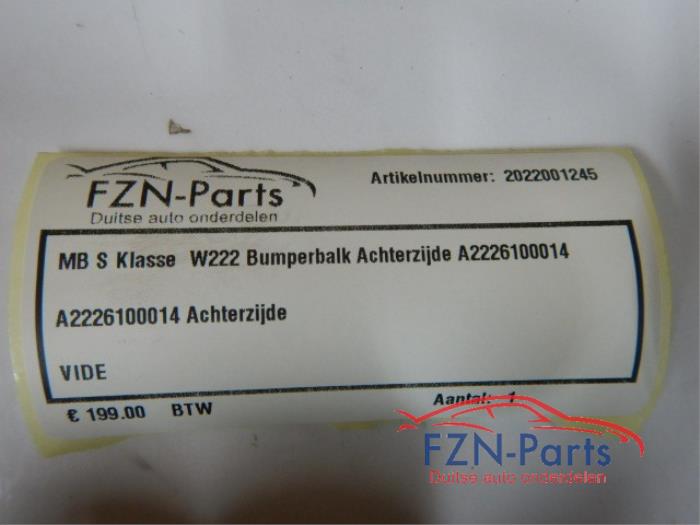 FZN-Parts
Duitse auto onderdelen
Artikelnummer: 2022001245
MB S Klasse W222 Bumperbalk Achterzijde A2226100014
A2226100014 Achterzijde
VIDE
€ 199.00 BTW
Aantal: 1
FZN-Parts
Duitse auto onderdelen